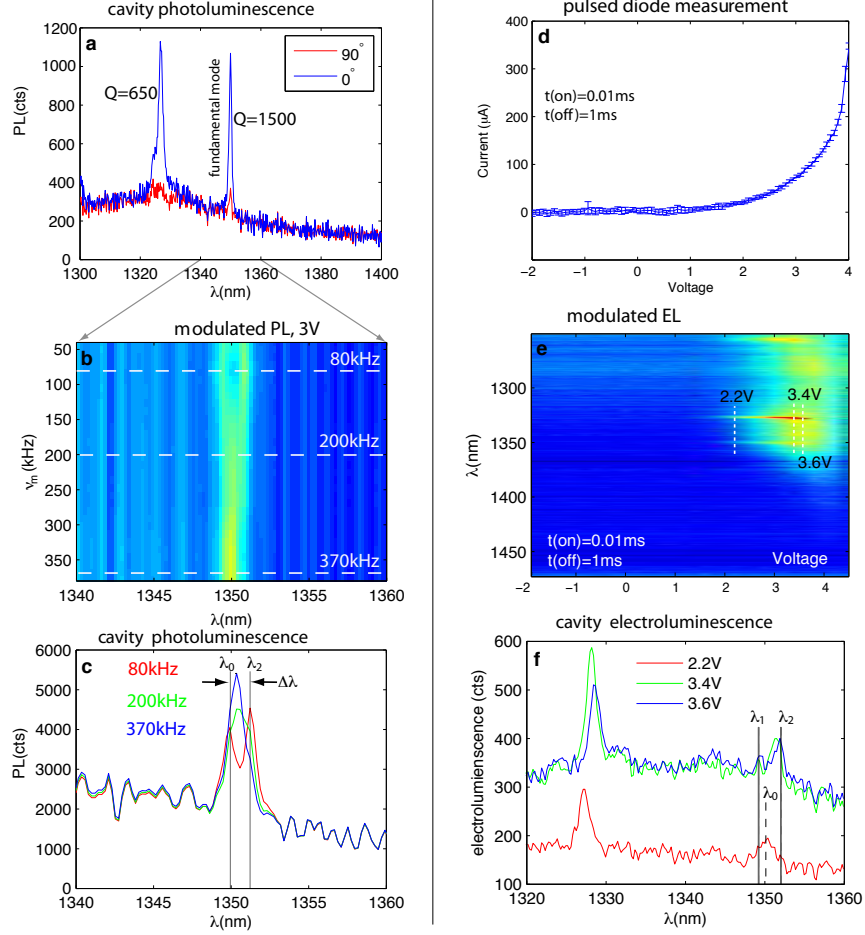 cavity photoluminescence
a
90°
0°
Q=650
fundamental mode
Q=1500
PL(cts)
0
200
400
600
800
1000
1200
1300
1320
1340
1360
1380
1400
λ(nm)
modulated PL, 3V
b
80kHz
200kHz
370kHz
νm (kHz)
50
100
150
200
250
300
350
1340
1345
1350
1355
1360
λ(nm)
cavity photoluminescence
c
80kHz
200kHz
370kHz
λ0
λ2
Δλ
PL(cts)
0
1000
2000
3000
4000
5000
6000
1340
1345
1350
1355
1360
λ(nm)
pulsed diode measurement
d
t(on)=0.01ms
t(off)=1ms
Current (μA)
0
100
200
300
400
−2
−1
0
1
2
3
4
Voltage
modulated EL
e
2.2V
3.4V
3.6V
t(on)=0.01ms
t(off)=1ms
Voltage
λ(nm)
1300
1350
1400
1450
−2
−1
0
1
2
3
4
cavity electroluminescence
f
2.2V
3.4V
3.6V
λ1
λ2
λ0
electrolumienscence (cts)
100
200
300
400
500
600
1320
1330
1340
1350
1360
λ(nm)